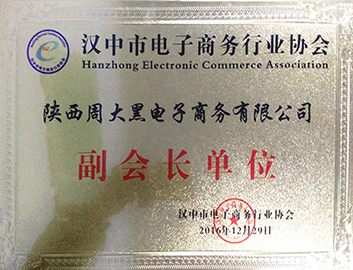 汉中市电子商务行业协会
Hanzhong Electronic Commerce Association
陕西周大黑电子商务有限公司
副会长单位
汉中市电子商务行业协会
2016年12月29日